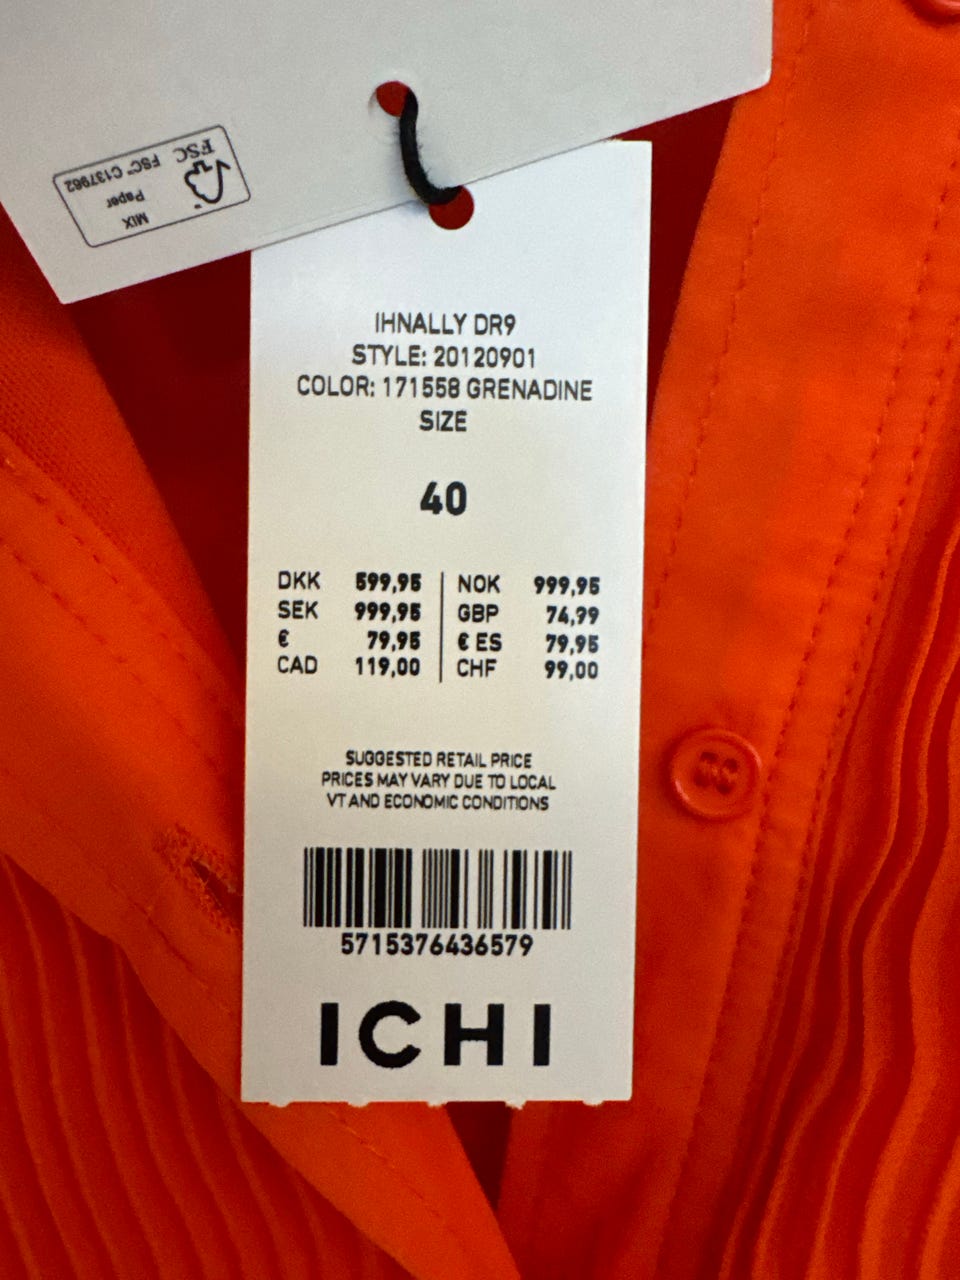 FSC
FSC™ C137962
MIX
Paper
IHNALLY DR9
STYLE: 20120901
COLOR: 171558 GRENADINE
SIZE
40
DKK 599,95 NOK 999,95
SEK 999,95 GBP 74,99
€ 79,95 € ES 79,95
CAD 119,00 CHF 99,00
SUGGESTED RETAIL PRICE
PRICES MAY VARY DUE TO LOCAL
VT AND ECONOMIC CONDITIONS
5715376436579
ICHI